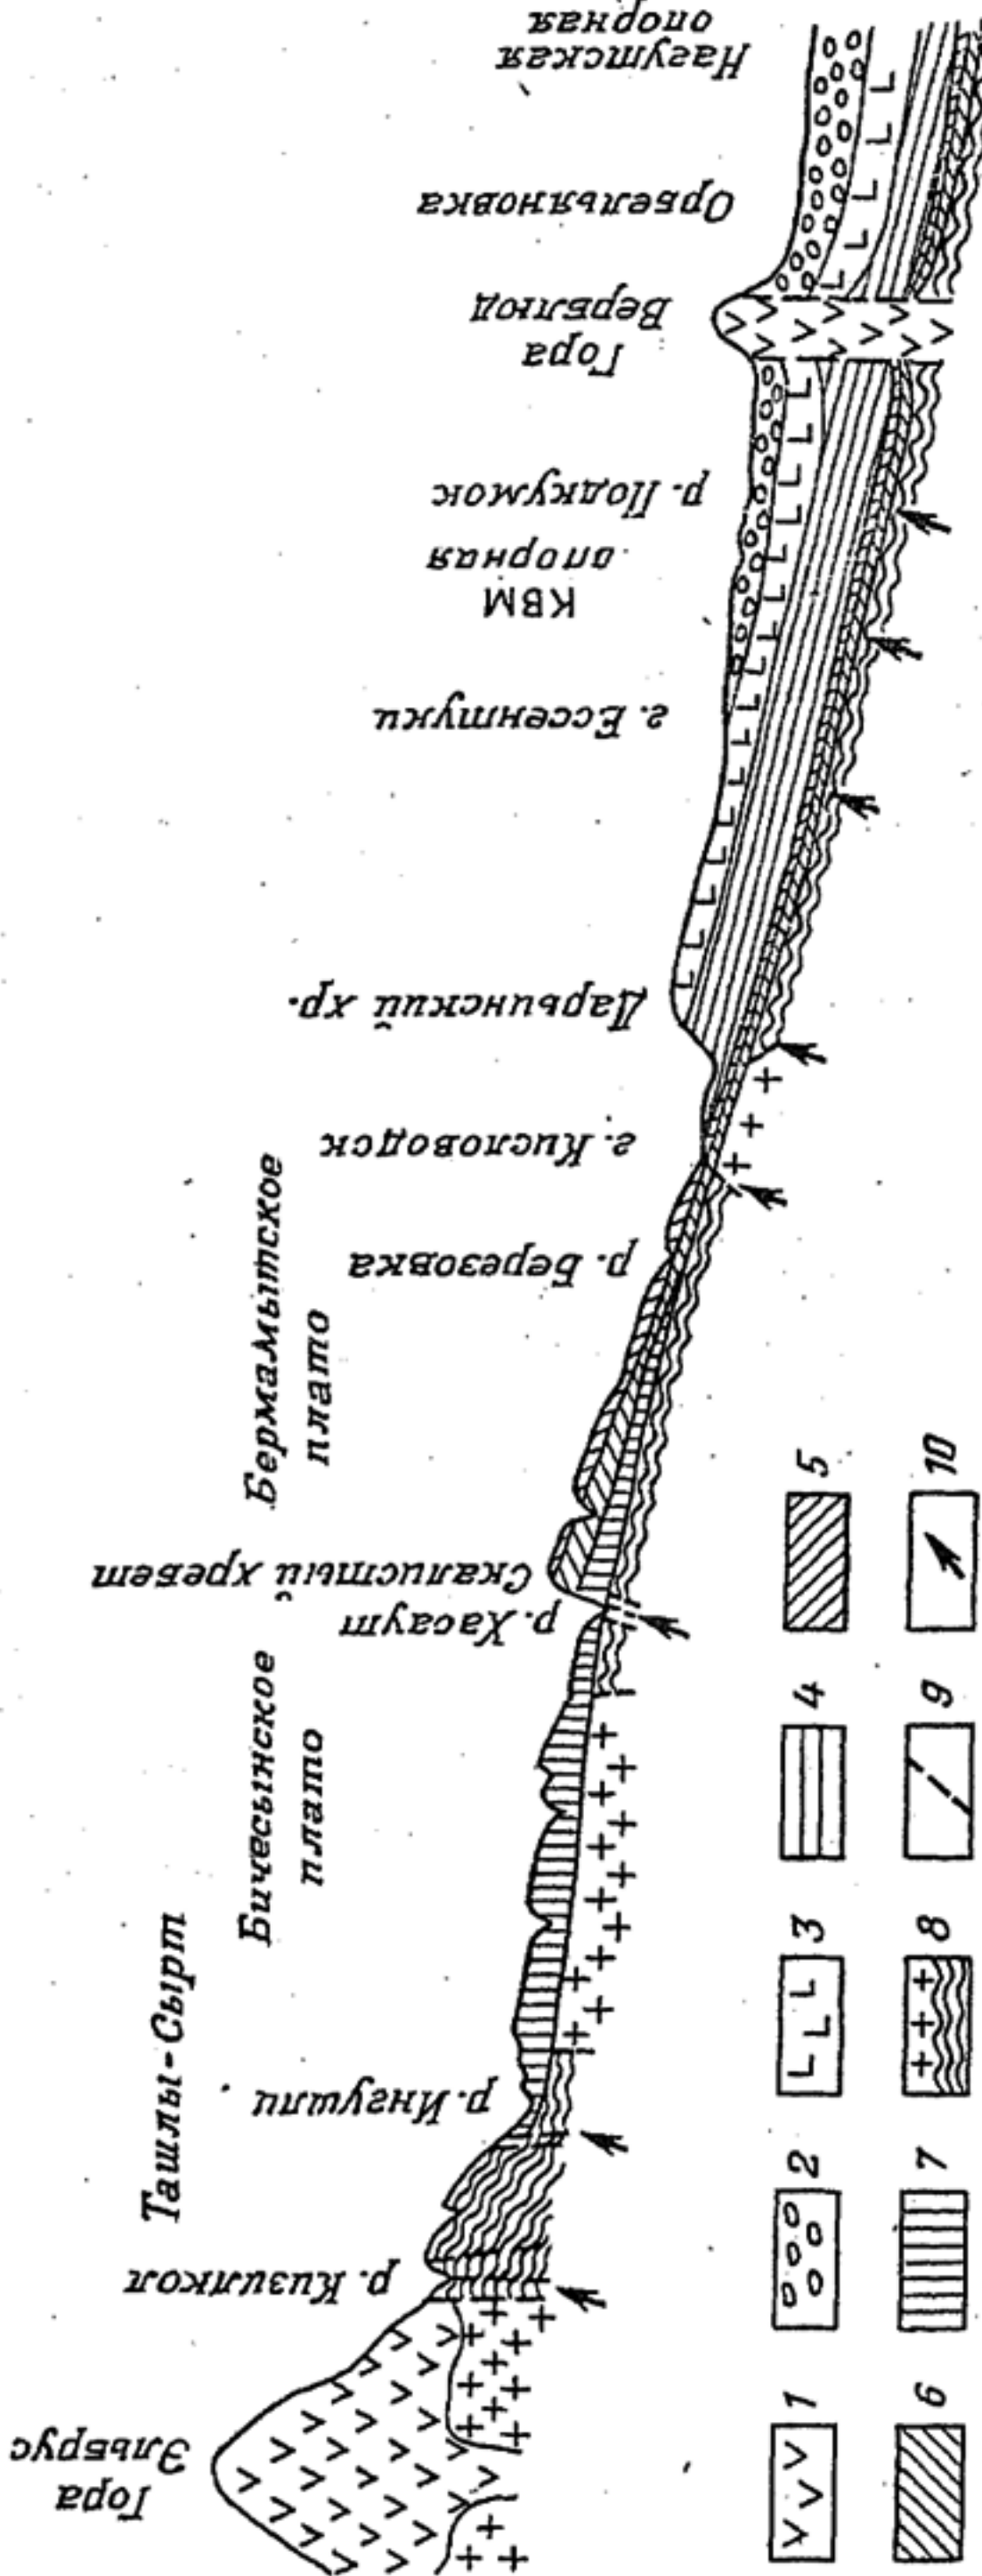 Гора
Эльбрус
р. Кизилкол
Ташлы-Сырт
р. Ингушли
Бичесынское
плато
р. Хасаут
Скалистый хребет
Бермамытское
плато
р. Березовка
г. Кисловодск
Дарьинский хр.
г. Ессентуки
КВМ
опорная
р. Подкумок
Гора
Верблюд
Орбельяновка
Нагутская
опорная
1
2
3
4
5
6
7
8
9
10